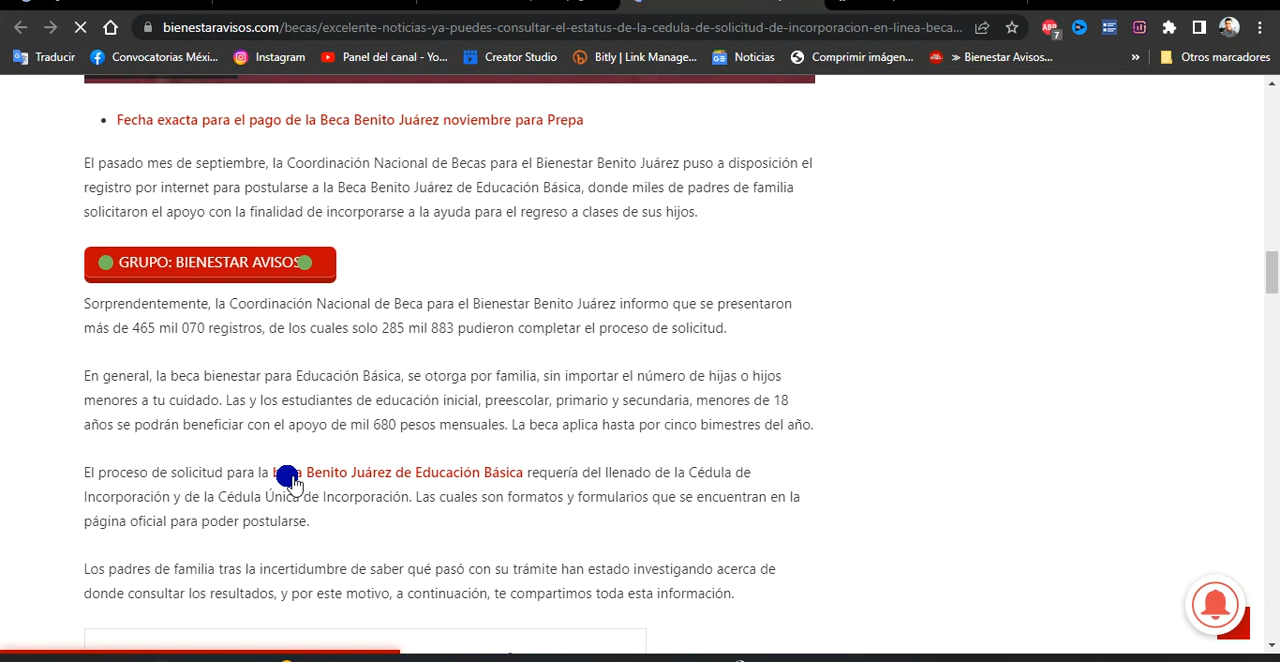 bienestaravisos.com/becas/excelente-noticias-ya-puedes-consultar-el-estatus-de-la-cedula-de-solicitud-de-incorporacion-en-linea-beca...
7
Traducir
Convocatorias Méxi...
Instagram
Panel del canal - Yo...
Creator Studio
Bitly | Link Manage...
Noticias
Comprimir imágen...
> Bienestar Avisos...
»
Otros marcadores
• Fecha exacta para el pago de la Beca Benito Juárez noviembre para Prepa
El pasado mes de septiembre, la Coordinación Nacional de Becas para el Bienestar Benito Juárez puso a disposición el
registro por internet para postularse a la Beca Benito Juárez de Educación Básica, donde miles de padres de familia
solicitaron el apoyo con la finalidad de incorporarse a la ayuda para el regreso a clases de sus hijos.
GRUPO: BIENESTAR AVISOS
Sorprendentemente, la Coordinación Nacional de Beca para el Bienestar Benito Juárez informo que se presentaron
más de 465 mil 070 registros, de los cuales solo 285 mil 883 pudieron completar el proceso de solicitud.
En general, la beca bienestar para Educación Básica, se otorga por familia, sin importar el número de hijas o hijos
menores a tu cuidado. Las y los estudiantes de educación inicial, preescolar, primario y secundaria, menores de 18
años se podrán beneficiar con el apoyo de mil 680 pesos mensuales. La beca aplica hasta por cinco bimestres del año.
El proceso de solicitud para la beca Benito Juárez de Educación Básica requería del llenado de la Cédula de
Incorporación y de la Cédula Única de Incorporación. Las cuales son formatos y formularios que se encuentran en la
página oficial para poder postularse.
Los padres de familia tras la incertidumbre de saber qué pasó con su trámite han estado investigando acerca de
donde consultar los resultados, y por este motivo, a continuación, te compartimos toda esta información.